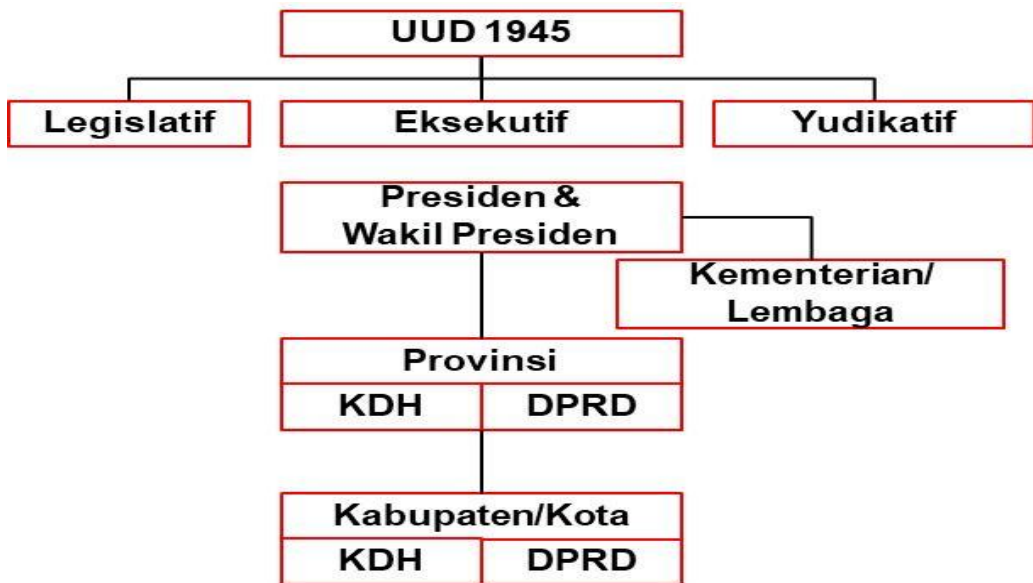 UUD 1945
Legislatif
Eksekutif
Yudikatif
Presiden &
Wakil Presiden
Kementerian/
Lembaga
Provinsi
KDH
DPRD
Kabupaten/Kota
KDH
DPRD